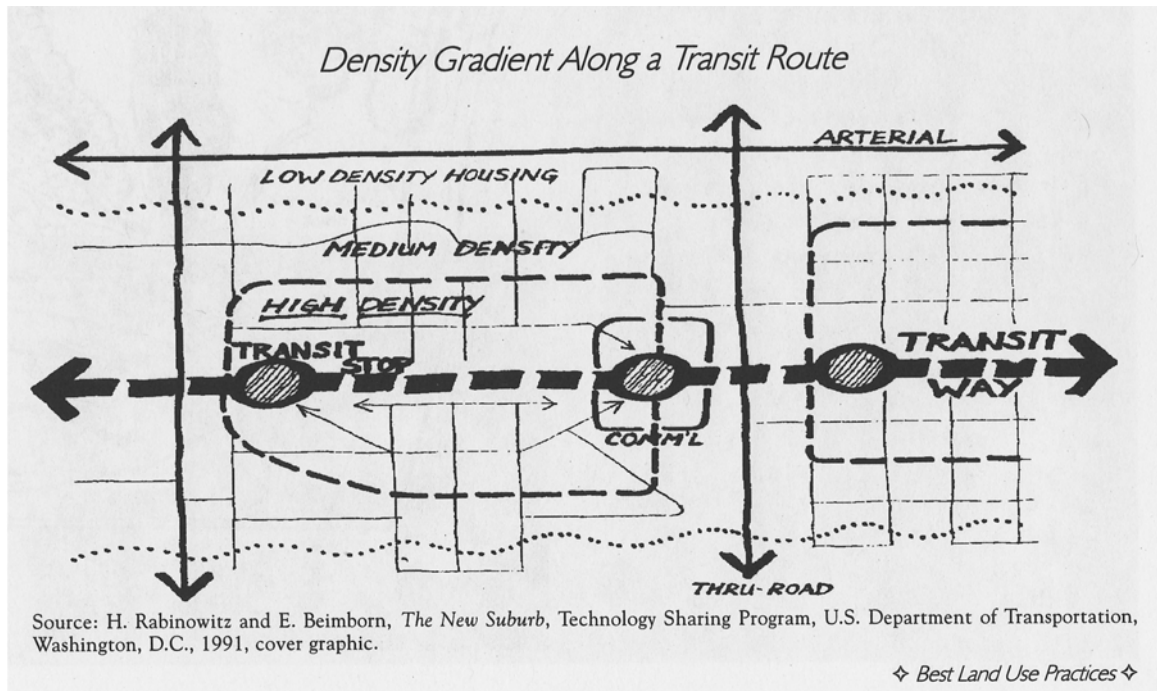 Density Gradient Along a Transit Route
ARTERIAL
LOW DENSITY HOUSING
MEDIUM DENSITY
HIGH DENSITY
TRANSIT
STOP
TRANSIT
WAY
COMM'L
THRU-ROAD
Source: H. Rabinowitz and E. Beimborn, The New Suburb, Technology Sharing Program, U.S. Department of Transportation,
Washington, D.C., 1991, cover graphic.
✧ Best Land Use Practices ✧